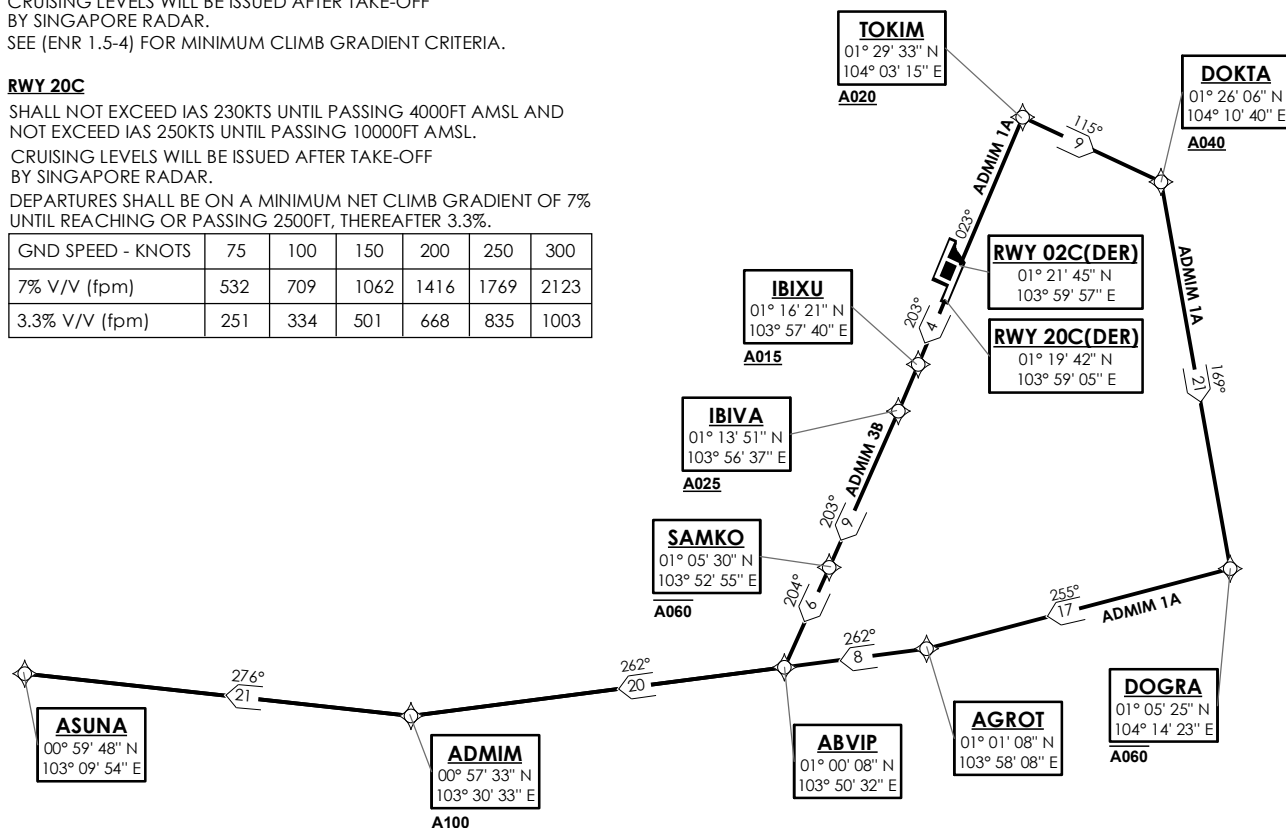 CRUISING LEVELS WILL BE ISSUED AFTER TAKE-OFF
BY SINGAPORE RADAR.
SEE (ENR 1.5-4) FOR MINIMUM CLIMB GRADIENT CRITERIA.
RWY 20C
SHALL NOT EXCEED IAS 230KTS UNTIL PASSING 4000FT AMSL AND
NOT EXCEED IAS 250KTS UNTIL PASSING 10000FT AMSL.
CRUISING LEVELS WILL BE ISSUED AFTER TAKE-OFF
BY SINGAPORE RADAR.
DEPARTURES SHALL BE ON A MINIMUM NET CLIMB GRADIENT OF 7%
UNTIL REACHING OR PASSING 2500FT, THEREAFTER 3.3%.
GND SPEED - KNOTS 75 100 150 200 250 300
7% V/V (fpm) 532 709 1062 1416 1769 2123
3.3% V/V (fpm) 251 334 501 668 835 1003
TOKIM
01° 29' 33" N
104° 03' 15" E
A020
DOKTA
01° 26' 06" N
104° 10' 40" E
A040
115°
9
ADMIM 1A
023°
RWY 02C(DER)
01° 21' 45" N
103° 59' 57" E
RWY 20C(DER)
01° 19' 42" N
103° 59' 05" E
ADMIM 1A
169°
21
IBIXU
01° 16' 21" N
103° 57' 40" E
A015
203°
4
IBIVA
01° 13' 51" N
103° 56' 37" E
A025
ADMIM 3B
203°
9
SAMKO
01° 05' 30" N
103° 52' 55" E
A060
204°
6
255°
17
ADMIM 1A
262°
8
262°
20
276°
21
DOGRA
01° 05' 25" N
104° 14' 23" E
A060
AGROT
01° 01' 08" N
103° 58' 08" E
ABVIP
01° 00' 08" N
103° 50' 32" E
ADMIM
00° 57' 33" N
103° 30' 33" E
A100
ASUNA
00° 59' 48" N
103° 09' 54" E